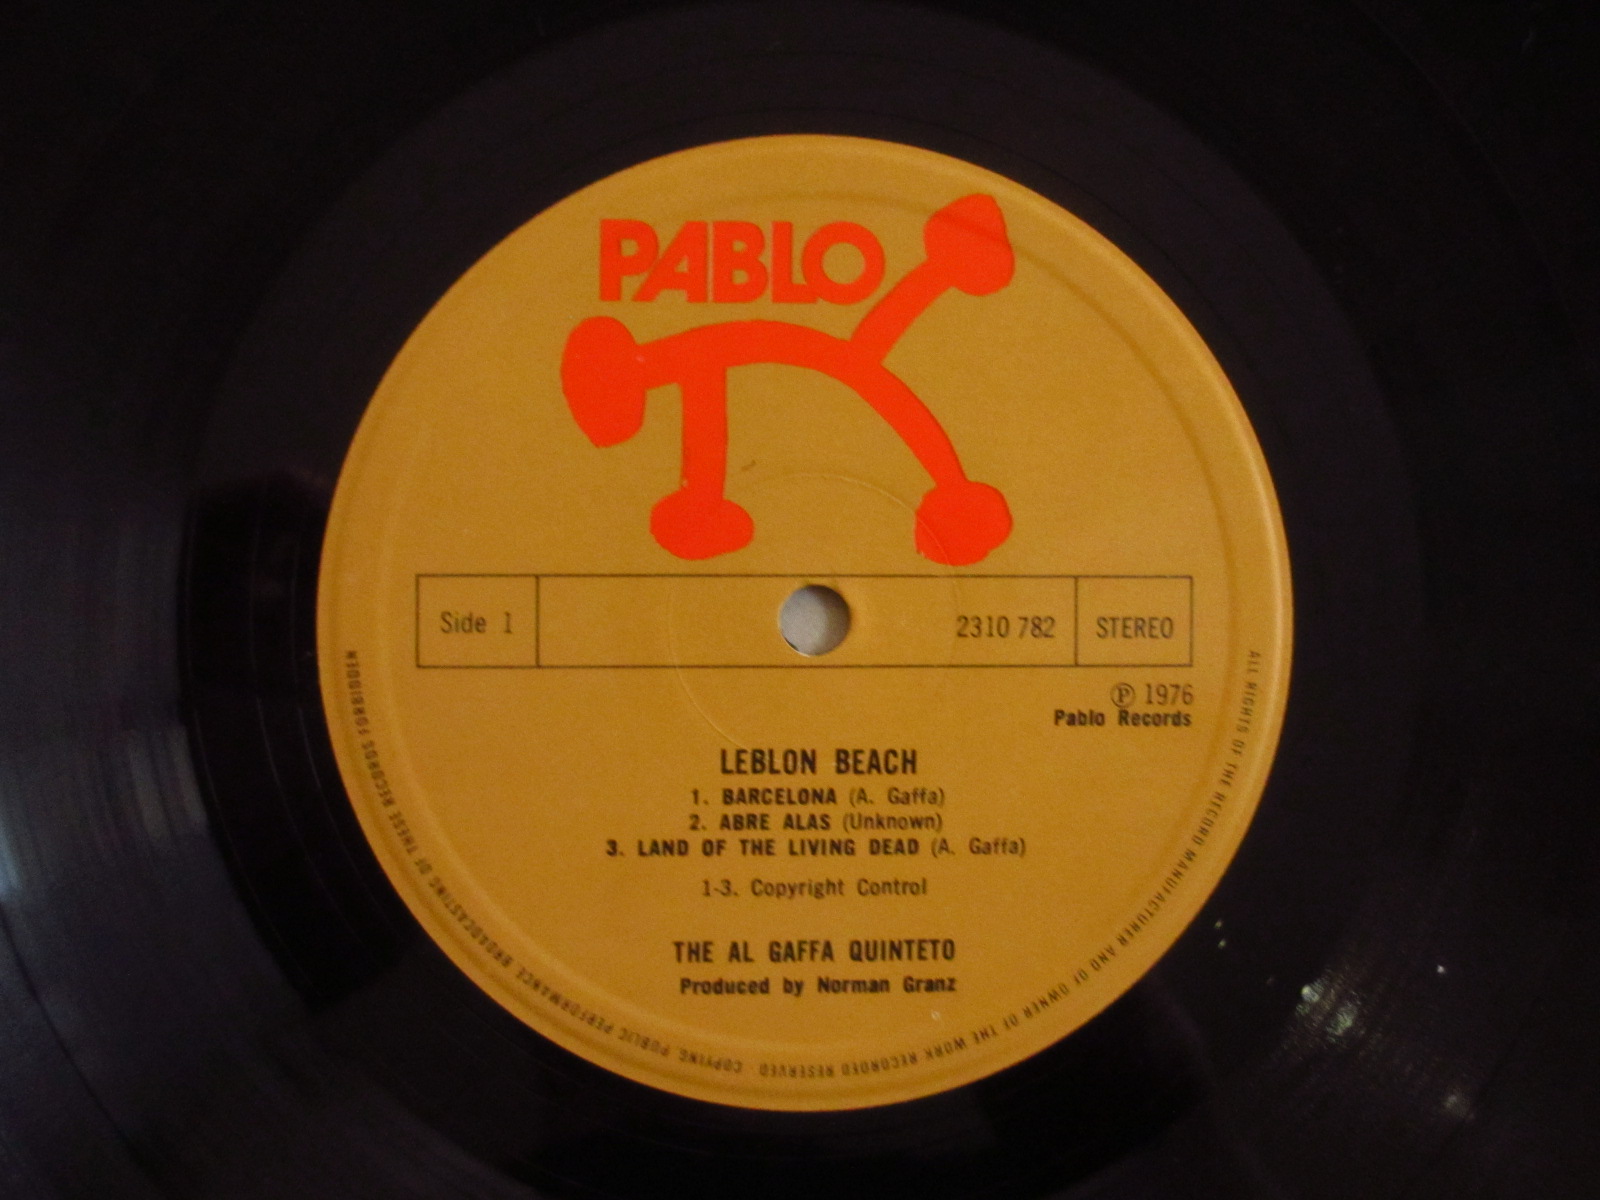 PABLO
Side 1
2310 782
STEREO
Ⓟ 1976
Pablo Records
LEBLON BEACH
1. BARCELONA (A. Gaffa)
2. ABRE ALAS (Unknown)
3. LAND OF THE LIVING DEAD (A. Gaffa)
1-3. Copyright Control
THE AL GAFFA QUINTETO
Produced by Norman Granz
ALL RIGHTS OF THE RECORD MANUFACTURER AND OF OWNER OF THE WORK RECORDED RESERVED · COPYING, PUBLIC PERFORMANCE BROADCASTING OF THESE RECORDS FORBIDDEN